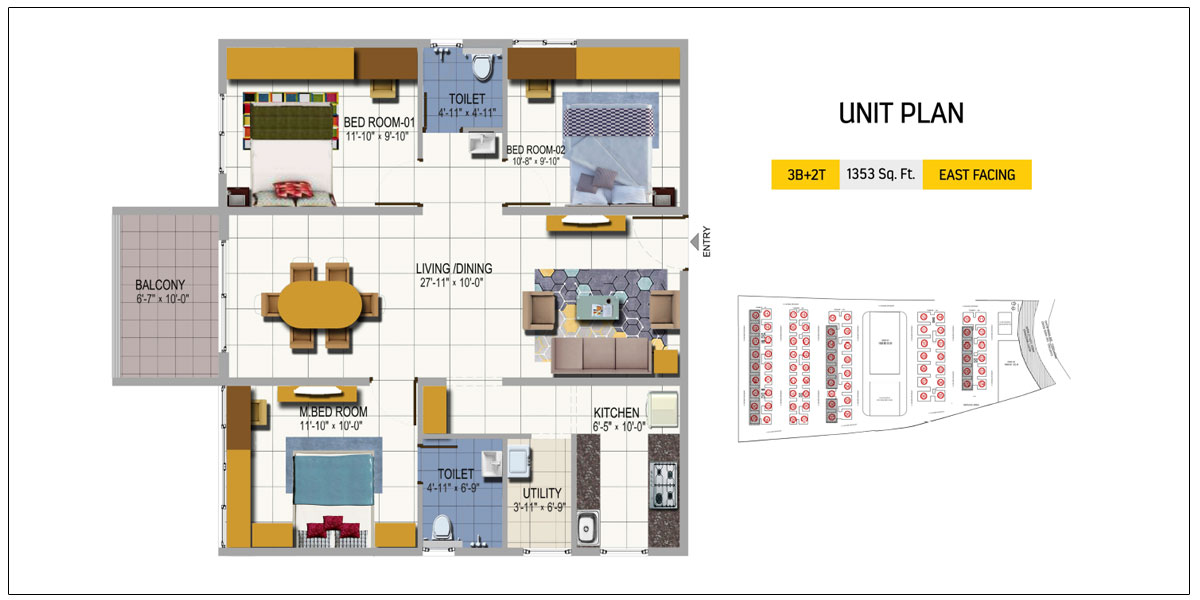 TOILET
4'-11" x 4'-11"
BED ROOM-01
11'-10" x 9'-10"
BED ROOM-02
10'-8" x 9'-10"
ENTRY
LIVING /DINING
27'-11" x 10'-0"
BALCONY
6'-7" x 10'-0"
M.BED ROOM
11'-10" x 10'-0"
KITCHEN
6'-5" x 10'-0"
TOILET
4'-11" x 6'-9"
UTILITY
3'-11" x 6'-9"
UNIT PLAN
3B+2T
1353 Sq. Ft.
EAST FACING